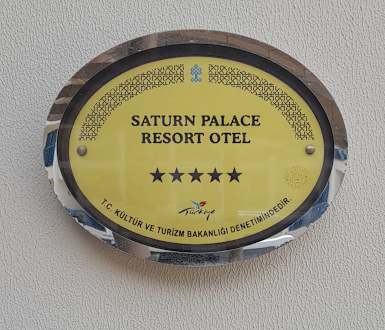 SATURN PALACE
RESORT OTEL
★★★★★
Türkiye
T.C. KÜLTÜR VE TURİZM BAKANLIĞI DENETİMİNDEDİR.